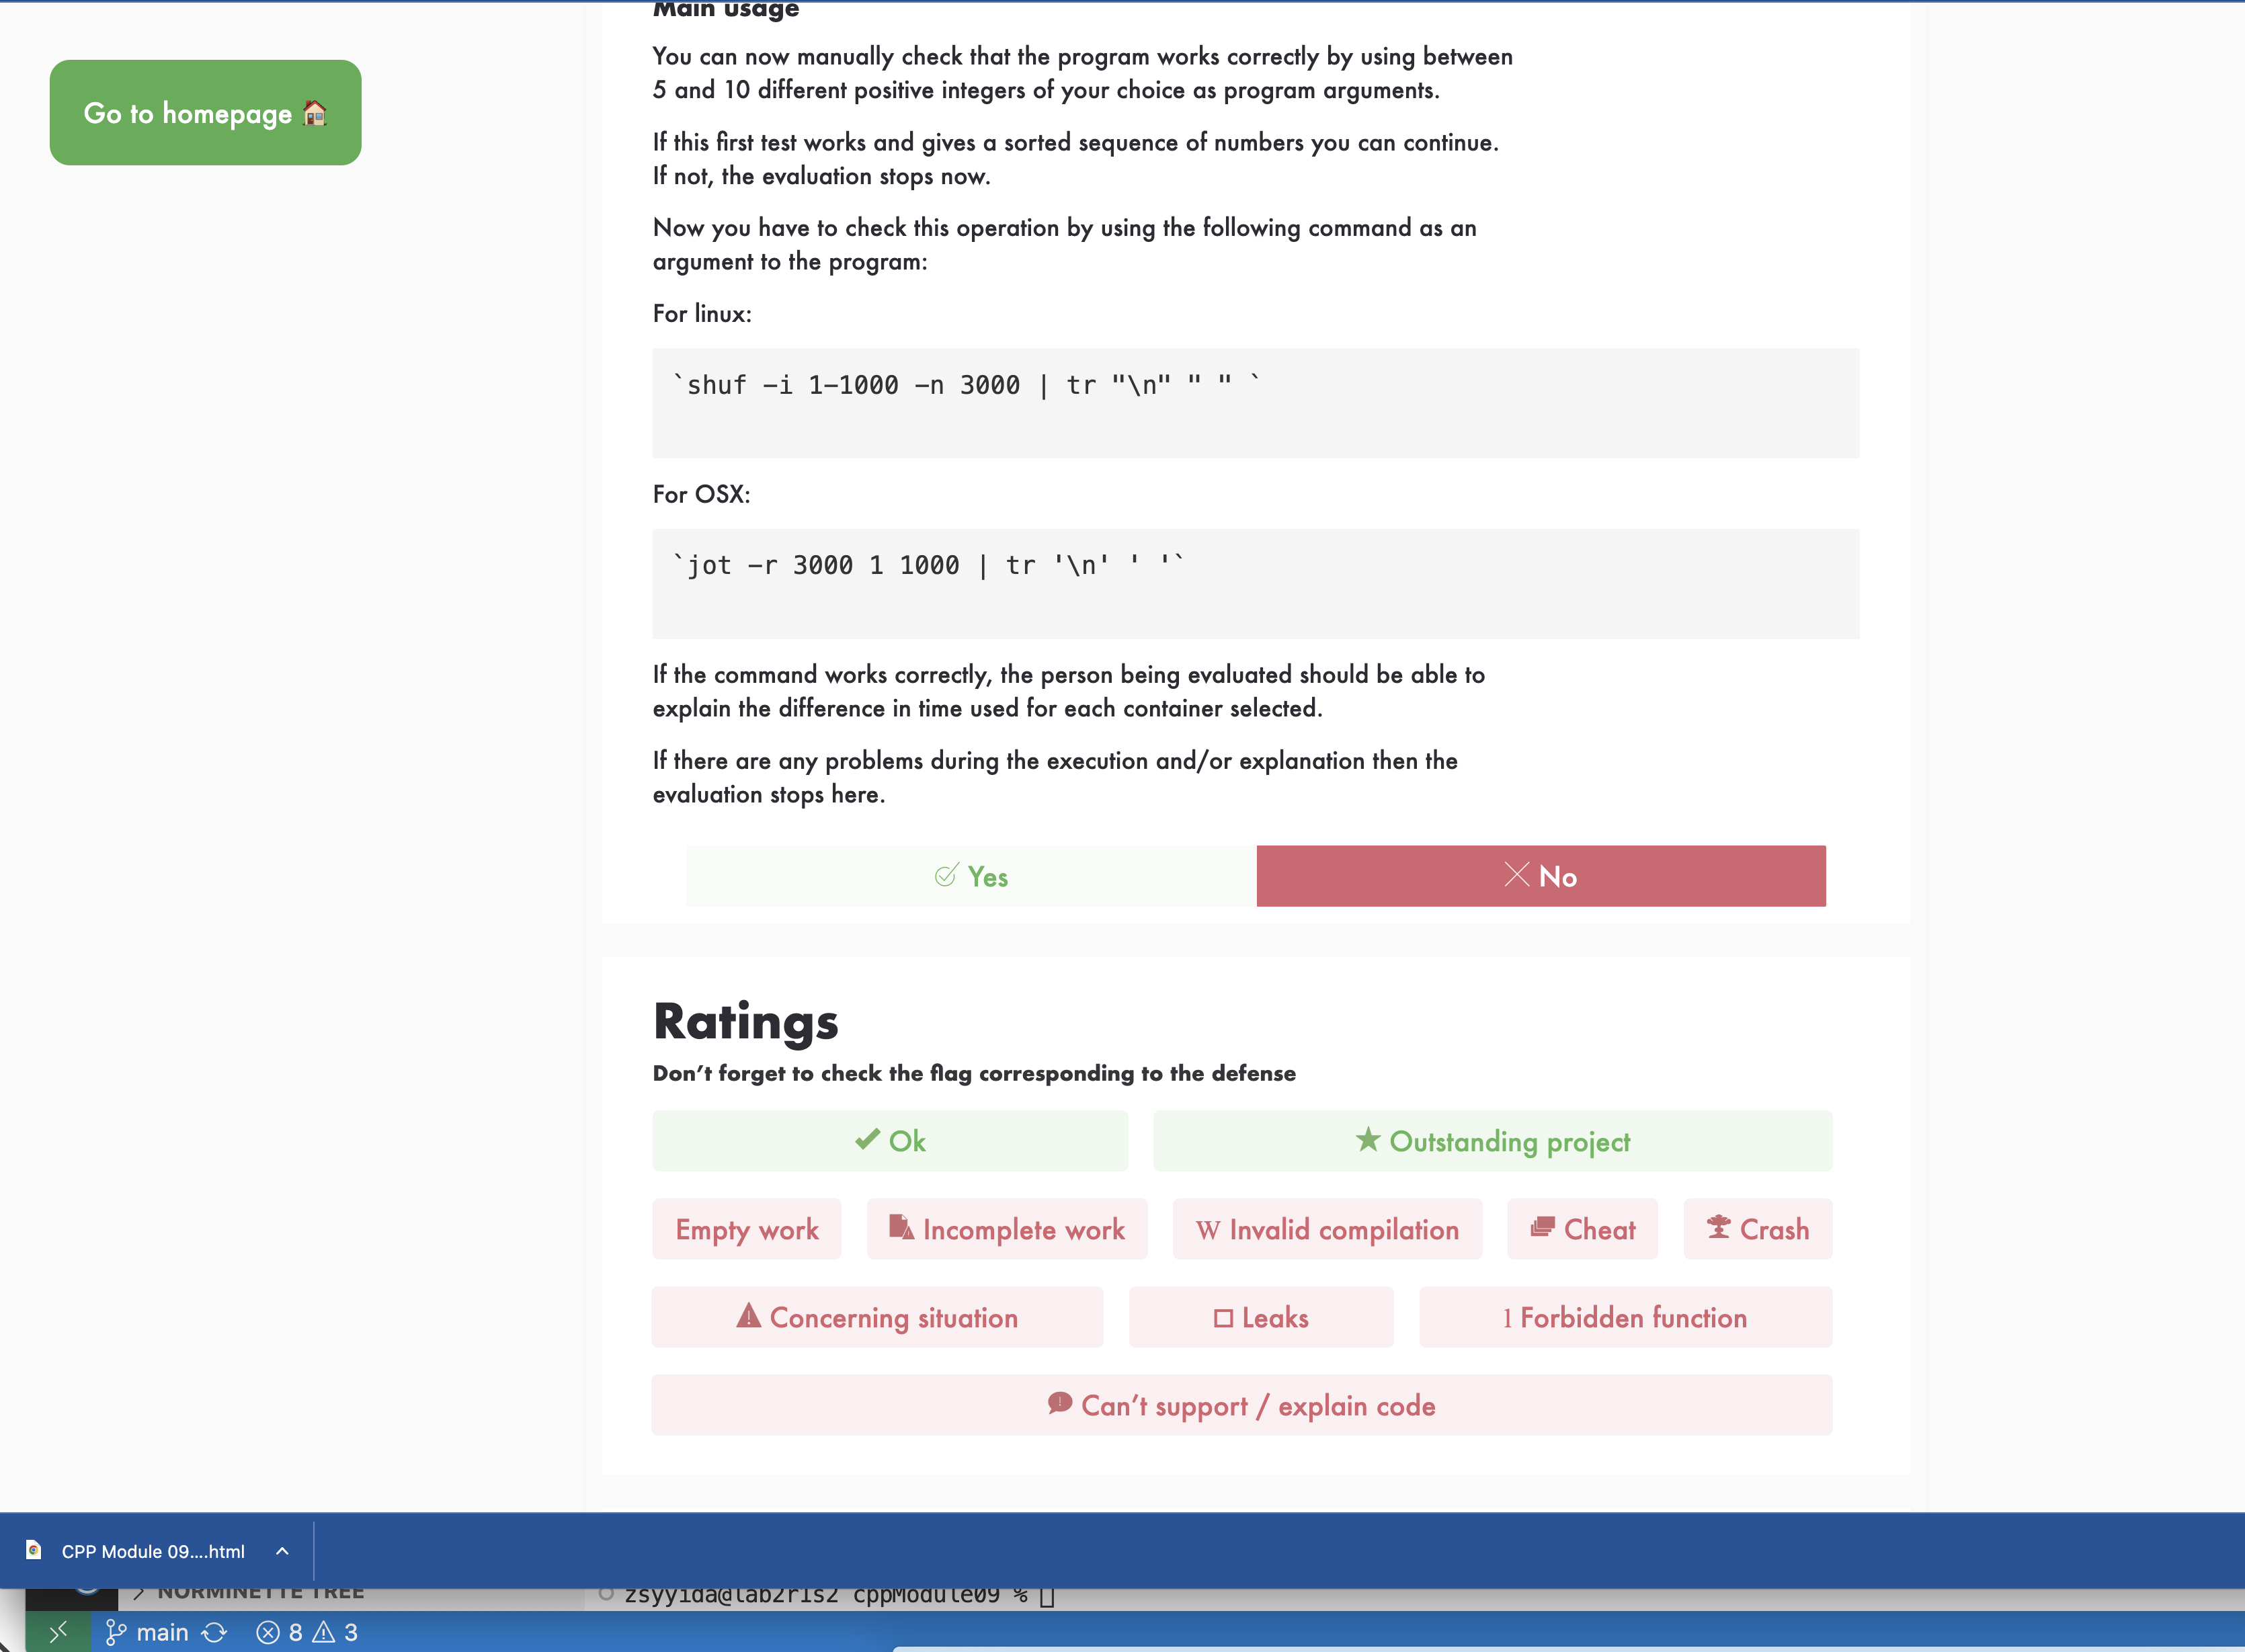 Main usage
Go to homepage
You can now manually check that the program works correctly by using between
5 and 10 different positive integers of your choice as program arguments.
If this first test works and gives a sorted sequence of numbers you can continue.
If not, the evaluation stops now.
Now you have to check this operation by using the following command as an
argument to the program:
For linux:
`shuf -i 1-1000 -n 3000 | tr "\n" " " `
For OSX:
`jot -r 3000 1 1000 | tr '\n' ' '`
If the command works correctly, the person being evaluated should be able to
explain the difference in time used for each container selected.
If there are any problems during the execution and/or explanation then the
evaluation stops here.
Yes No
Ratings
Don't forget to check the flag corresponding to the defense
Ok Outstanding project
Empty work Incomplete work W Invalid compilation Cheat Crash
Concerning situation Leaks l Forbidden function
Can't support / explain code
CPP Module 09....html
NORMINETTE TREE zsyyida@lab2r1s2 cppModule09 %
main 8 3